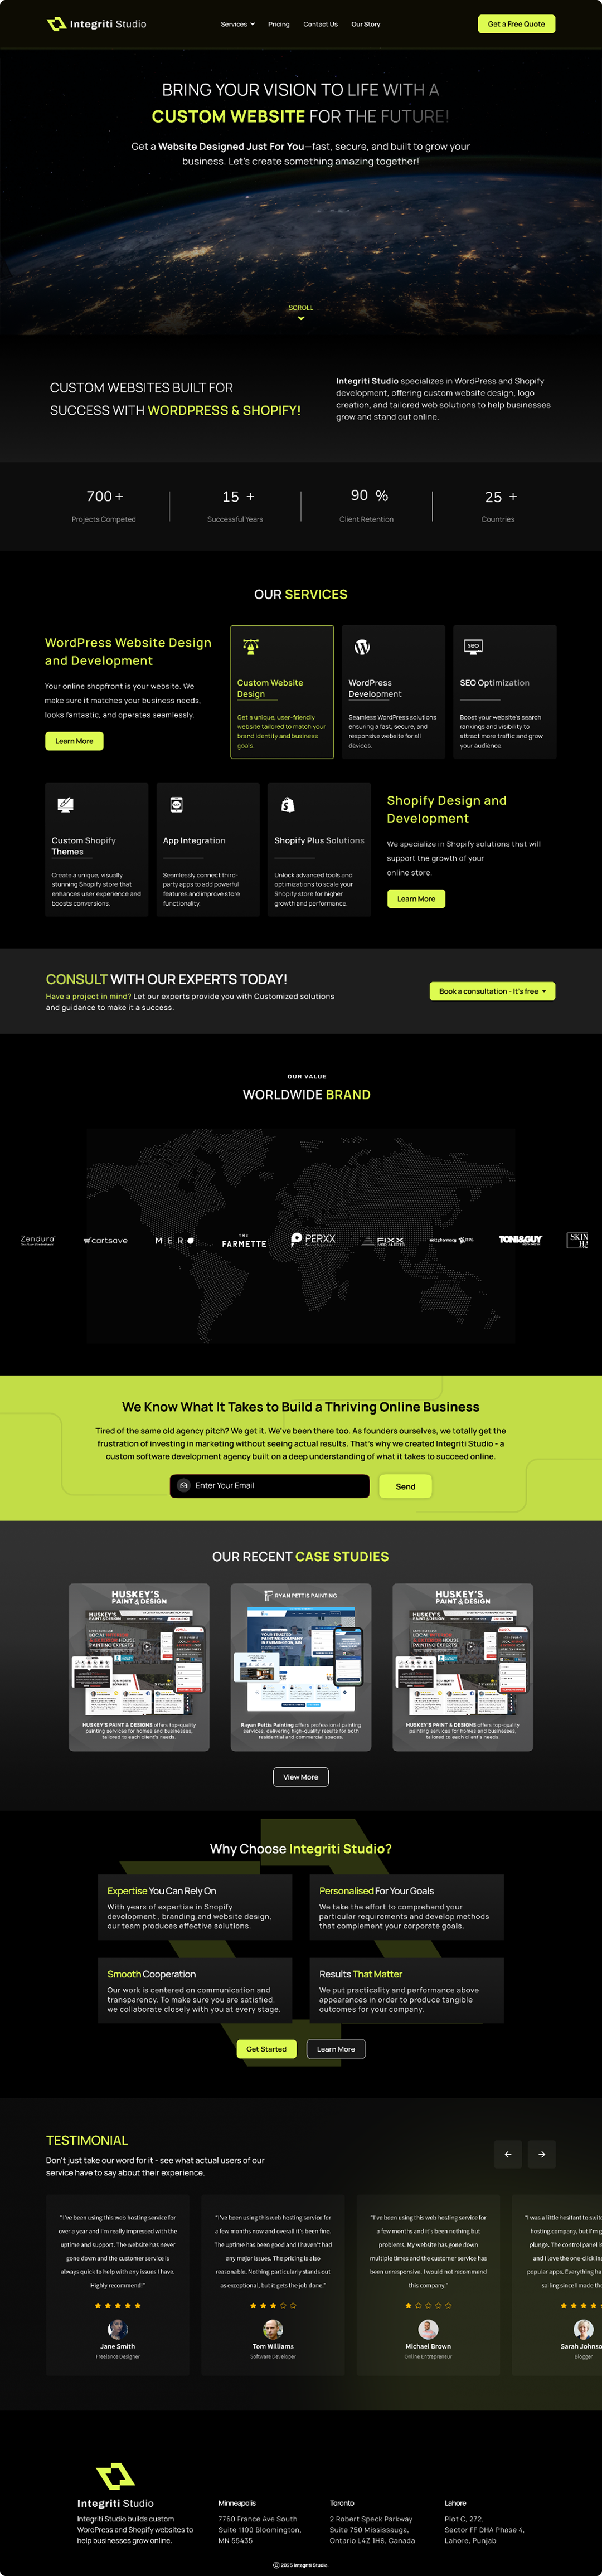 Integriti Studio
Services
Pricing
Contact Us
Our Story
Get a Free Quote
BRING YOUR VISION TO LIFE WITH A
CUSTOM WEBSITE FOR THE FUTURE!
Get a Website Designed Just For You—fast, secure, and built to grow your
business. Let's create something amazing together!
SCROLL
CUSTOM WEBSITES BUILT FOR
SUCCESS WITH WORDPRESS & SHOPIFY!
Integriti Studio specializes in WordPress and Shopify
development, offering custom website design, logo
creation, and tailored web solutions to help businesses
grow and stand out online.
700 +
Projects Competed
15 +
Successful Years
90 %
Client Retention
25 +
Countries
OUR SERVICES
WordPress Website Design
and Development
Your online shopfront is your website. We
make sure it matches your business needs,
looks fantastic, and operates seamlessly.
Learn More
Custom Website
Design
Get a unique, user-friendly
website tailored to match your
brand identity and business
goals.
WordPress
Development
Seamless WordPress solutions
ensuring a fast, secure, and
responsive website for all
devices.
SEO
SEO Optimization
Boost your website's search
rankings and visibility to
attract more traffic and grow
your audience.
Custom Shopify
Themes
Create a unique, visually
stunning Shopify store that
enhances user experience and
boosts conversions.
App Integration
Seamlessly connect third-
party apps to add powerful
features and improve store
functionality.
Shopify Plus Solutions
Unlock advanced tools and
optimizations to scale your
Shopify store for higher
growth and performance.
Shopify Design and
Development
We specialize in Shopify solutions that will
support the growth of your
online store.
Learn More
CONSULT WITH OUR EXPERTS TODAY!
Have a project in mind? Let our experts provide you with Customized solutions
and guidance to make it a success.
Book a consultation - It's free
OUR VALUE
WORLDWIDE BRAND
Zendura
cartsave
MERO
THE
FARMETTE
PERXX
FIXX
TONI&GUY
SKIN
We Know What It Takes to Build a Thriving Online Business
Tired of the same old agency pitch? We get it. We've been there too. As founders ourselves, we totally get the
frustration of investing in marketing without seeing actual results. That's why we created Integriti Studio - a
custom software development agency built on a deep understanding of what it takes to succeed online.
Enter Your Email
Send
OUR RECENT CASE STUDIES
HUSKEY'S
PAINT & DESIGN
HUSKEY'S PAINT & DESIGNS offers top-quality
painting services for homes and businesses,
tailored to each client's needs.
RYAN PETTIS PAINTING
Rayan Pettis Painting offers professional painting
services, delivering high-quality results for both
residential and commercial spaces.
HUSKEY'S
PAINT & DESIGN
HUSKEY'S PAINT & DESIGNS offers top-quality
painting services for homes and businesses,
tailored to each client's needs.
View More
Why Choose Integriti Studio?
Expertise You Can Rely On
With years of expertise in Shopify
development , branding,and website design,
our team produces effective solutions.
Personalised For Your Goals
We take the effort to comprehend your
particular requirements and develop methods
that complement your corporate goals.
Smooth Cooperation
Our work is centered on communication and
transparency. To make sure you are satisfied,
we collaborate closely with you at every stage.
Results That Matter
We put practicality and performance above
appearances in order to produce tangible
outcomes for your company.
Get Started
Learn More
TESTIMONIAL
Don't just take our word for it - see what actual users of our
service have to say about their experience.
"I've been using this web hosting service for
over a year and I'm really impressed with the
uptime and support. The website has never
gone down and the customer service is
always quick to help with any issues I have.
Highly recommend!"
Jane Smith
Freelance Designer
"I've been using this web hosting service for
a few months now and overall it's been fine.
The uptime has been good and I haven't had
any major issues. The pricing is also
reasonable. Nothing particularly stands out
as exceptional, but it gets the job done."
Tom Williams
Software Developer
"I've been using this web hosting service for
a few months and it's been nothing but
problems. My website has gone down
multiple times and the customer service has
been unresponsive. I would not recommend
this company."
Michael Brown
Online Entrepreneur
"I was a little hesitant to switc
hosting company, but I'm g
plunge. The control panel is
and I love the one-click ins
popular apps. Everything ha
sailing since I made the
Sarah Johnso
Blogger
Integriti Studio
Integriti Studio builds custom
WordPress and Shopify websites to
help businesses grow online.
Minneapolis
7760 France Ave South
Suite 1100 Bloomington,
MN 55435
Toronto
2 Robert Speck Parkway
Suite 750 Mississauga,
Ontario L4Z 1H8, Canada
Lahore
Plot C, 272,
Sector FF DHA Phase 4,
Lahore, Punjab
© 2025 Integriti Studio.